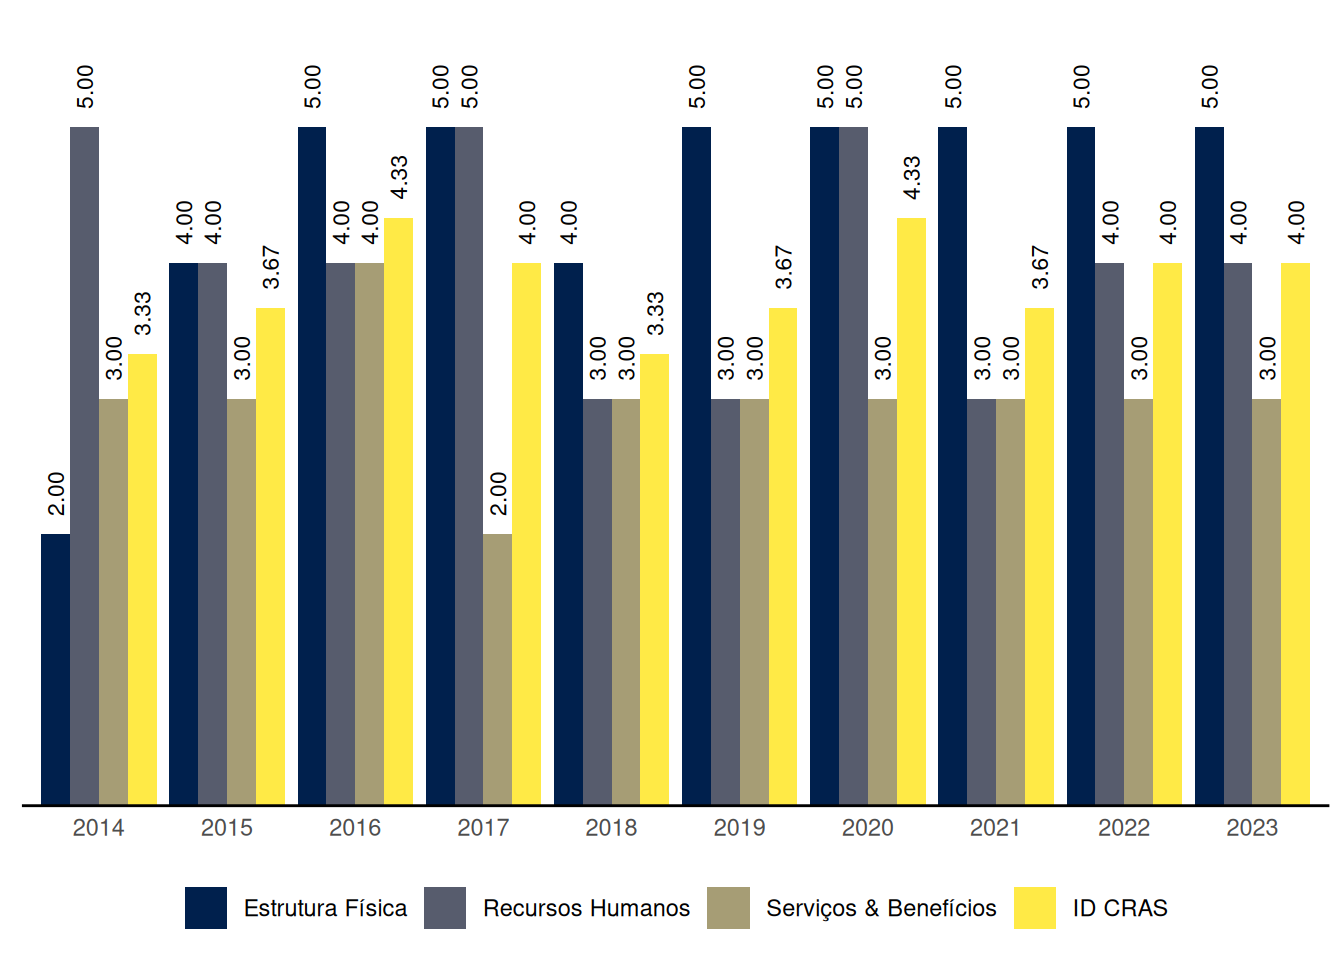 5.00 5.00 5.00 5.00 5.00 5.00 5.00 5.00 5.00 5.00
4.33 4.33
4.00 4.00 4.00 4.00 4.00 4.00 4.00 4.00 4.00 4.00
3.67 3.67 3.67
3.33 3.33
3.00 3.00 3.00 3.00 3.00 3.00 3.00 3.00 3.00 3.00 3.00
2.00 2.00
2014 2015 2016 2017 2018 2019 2020 2021 2022 2023
Estrutura Física Recursos Humanos Serviços & Benefícios ID CRAS